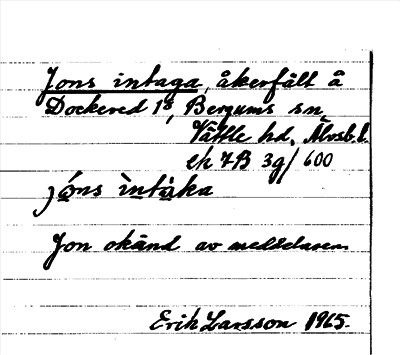 Jons intaga, åkerfält å
Dockered 1⁸, Bergums sn,
Vättle hd, Älvsb. l.
ek 7B 3g/600
jóns ìntàka
Jon okänd av meddelaren
Erik Larsson 1965.